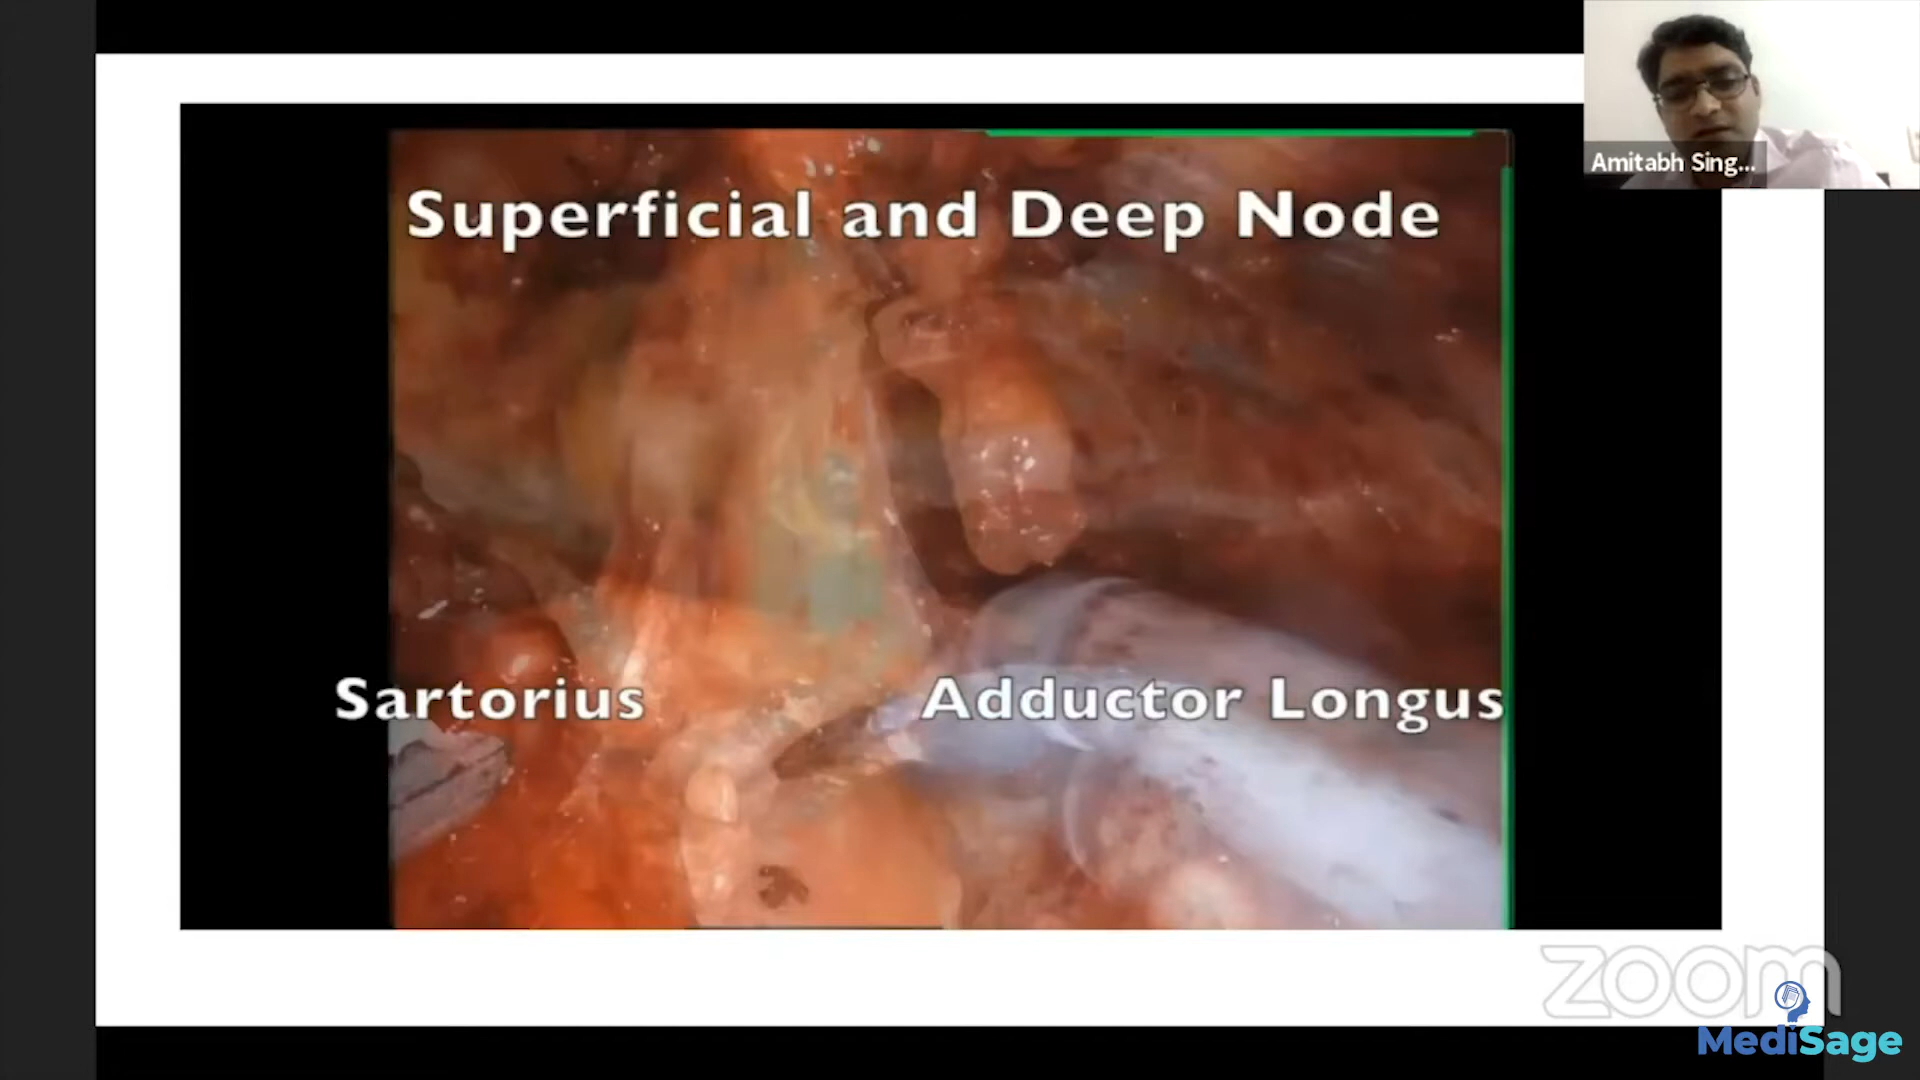 Amitabh Sing...
Superficial and Deep Node
Sartorius
Adductor Longus
zoom
MediSage